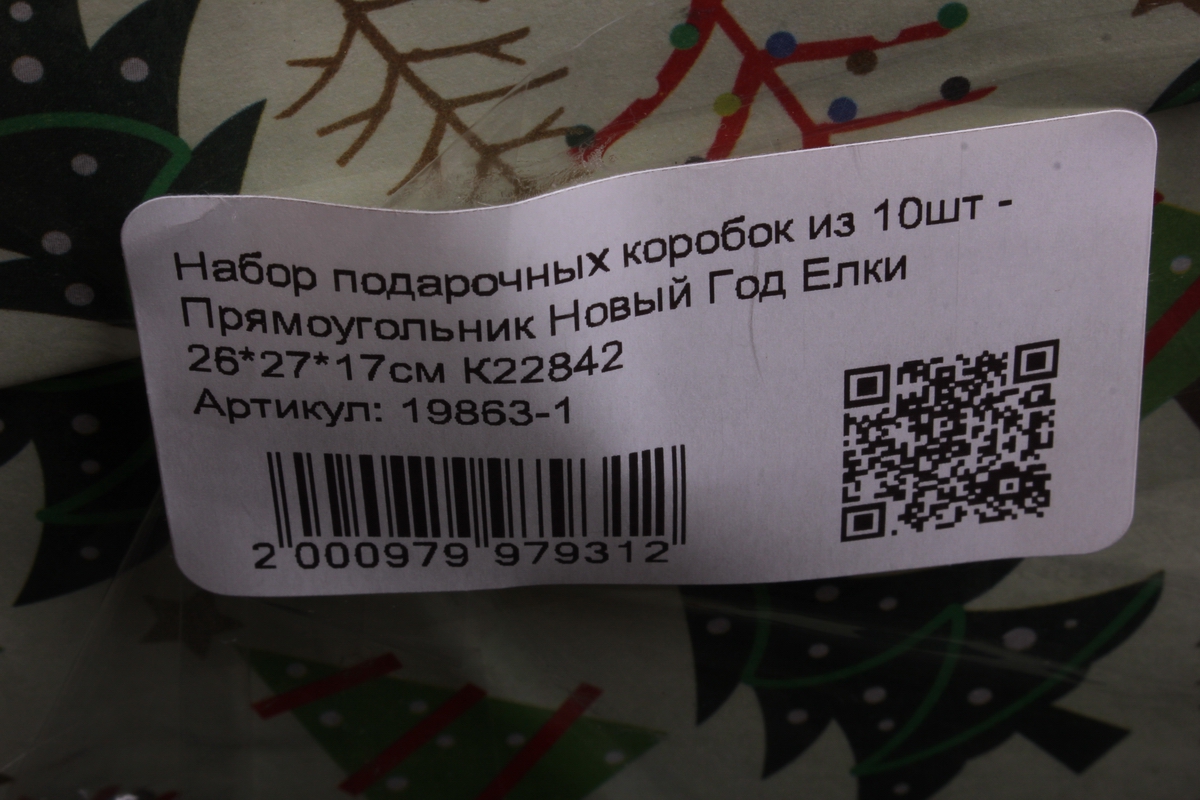 Набор подарочных коробок из 10шт -
Прямоугольник Новый Год Елки
26*27*17см К22842
Артикул: 19863-1
2 000979 979312